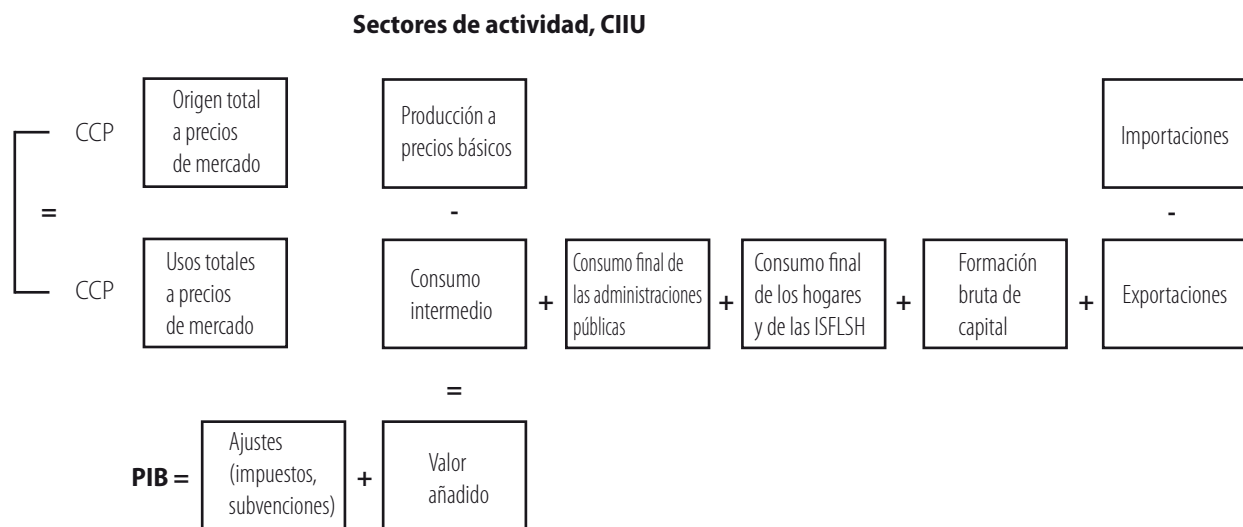 Sectores de actividad, CIIU
CCP
Origen total
a precios
de mercado
Producción a
precios básicos
Importaciones
=
-
-
CCP
Usos totales
a precios
de mercado
Consumo
intermedio
+
Consumo final de
las administraciones
públicas
+
Consumo final
de los hogares
y de las ISFLSH
+
Formación
bruta de
capital
+
Exportaciones
=
PIB =
Ajustes
(impuestos,
subvenciones)
+
Valor
añadido